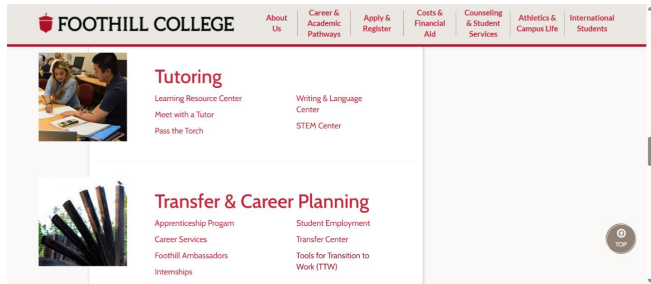 FOOTHILL COLLEGE
About
Us
Career &
Academic
Pathways
Apply &
Register
Costs &
Financial
Aid
Counseling
& Student
Services
Athletics &
Campus Life
International
Students
Tutoring
Learning Resource Center
Meet with a Tutor
Pass the Torch
Writing & Language
Center
STEM Center
Transfer & Career Planning
Apprenticeship Progam
Career Services
Foothill Ambassadors
Internships
Student Employment
Transfer Center
Tools for Transition to
Work (TTW)
TOP